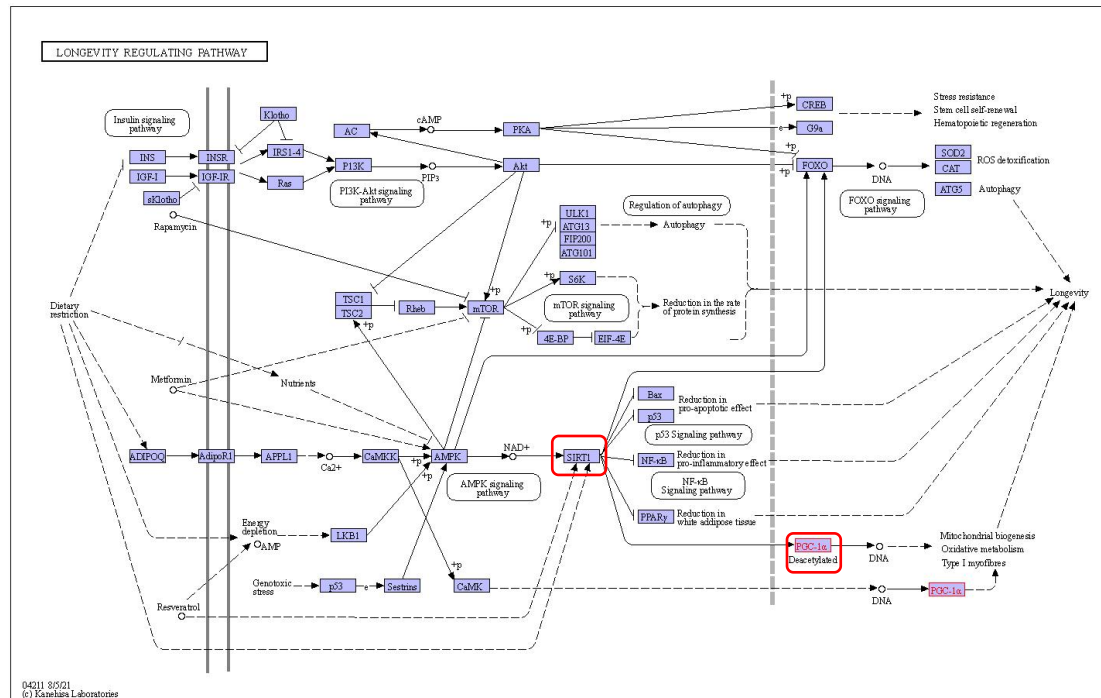 LONGEVITY REGULATING PATHWAY
Insulin signaling
pathway
Klotho
INS
INSR
IRS1-4
IGF-I
IGF-IR
Ras
sKlotho
Rapamycin
AC
cAMP
PKA
PI3K
PIP3
Akt
PI3K-Akt signaling
pathway
+p
CREB
Stress resistance
Stem cell self-renewal
Hematopoietic regeneration
e
G9a
+p
FOXO
+p
DNA
SOD2
CAT
ROS detoxification
ATG5
Autophagy
FOXO signaling
pathway
ULK1
ATG13
FIP200
ATG101
+p
Regulation of autophagy
Autophagy
+p
S6K
mTOR signaling
pathway
Reduction in the rate
of protein synthesis
+p
4E-BP
EIF-4E
TSC1
TSC2
+p
Rheb
+p
mTOR
Longevity
Dietary
restriction
Metformin
Nutrients
ADIPOQ
AdipoR1
APPL1
Ca2+
CaMKK
+p
AMPK
+p
NAD+
SIRT1
AMPK signaling
pathway
Bax
Reduction in
pro-apoptotic effect
p53
p53 Signaling pathway
NF-κB
Reduction in
pro-inflammatory effect
NF-κB
Signaling pathway
PPARγ
Reduction in
white adipose tissue
Energy
depletion
AMP
LKB1
Genotoxic
stress
p53
e
Sestrins
+p
CaMK
Resveratrol
PGC-1α
Deacetylated
DNA
Mitochondrial biogenesis
Oxidative metabolism
Type I myofibres
DNA
PGC-1α
04211 8/5/21
(c) Kanehisa Laboratories